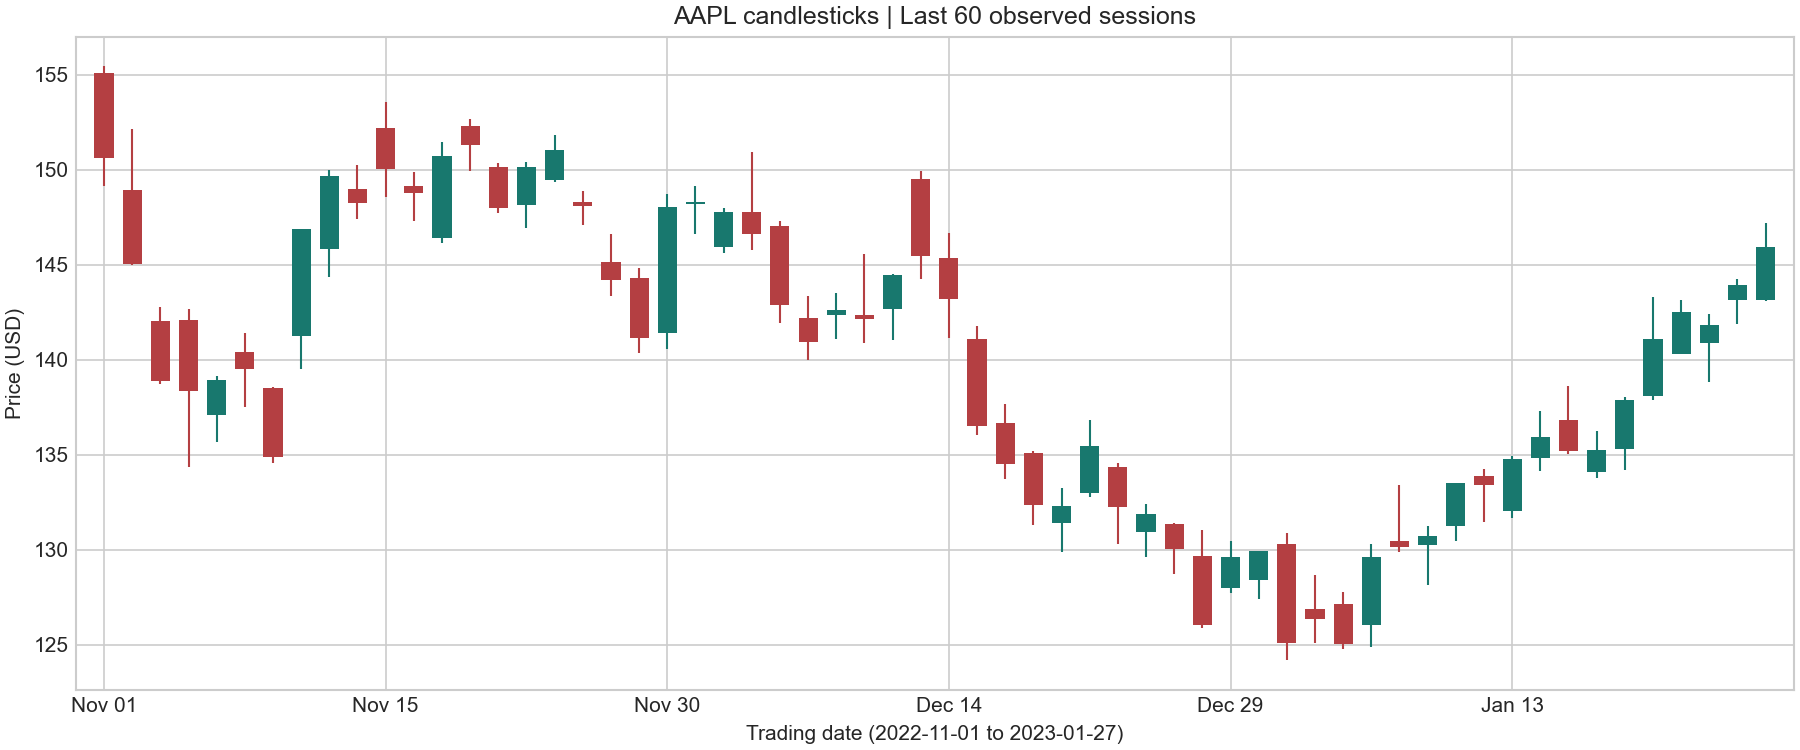 AAPL candlesticks | Last 60 observed sessions
Price (USD)
155
150
145
140
135
130
125
Nov 01 Nov 15 Nov 30 Dec 14 Dec 29 Jan 13
Trading date (2022-11-01 to 2023-01-27)